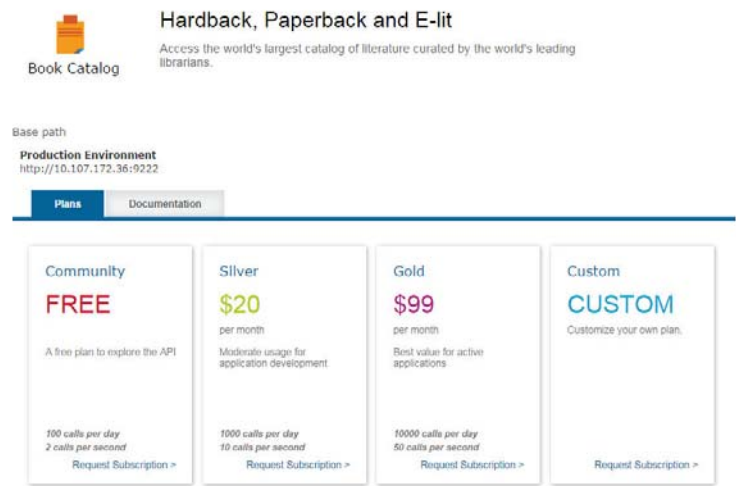 Hardback, Paperback and E-lit
Access the world's largest catalog of literature curated by the world's leading
librarians.
Book Catalog
Base path
Production Environment
http://10.107.172.36:9222
Plans
Documentation
Community
FREE
A free plan to explore the API
100 calls per day
2 calls per second
Request Subscription >
Silver
$20
per month
Moderate usage for
application development
1000 calls per day
10 calls per second
Request Subscription >
Gold
$99
per month
Best value for active
applications
10000 calls per day
50 calls per second
Request Subscription >
Custom
CUSTOM
Customize your own plan.
Request Subscription >